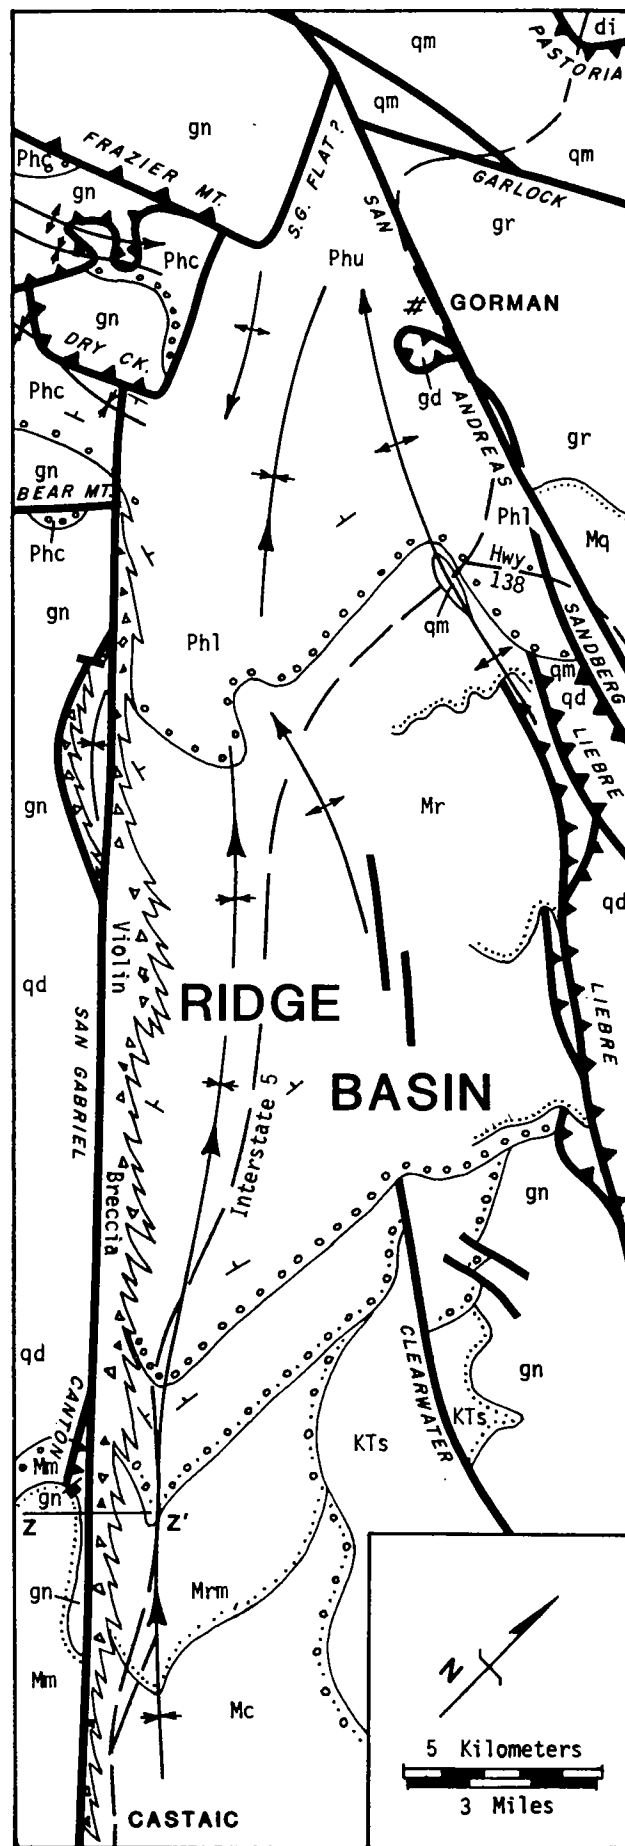 qm
di
PASTORIA
gn
qm
qm
FRAZIER MT.
Phc
gn
S.G. FLAT?
SAN
GARLOCK
gr
Phc
Phu
gn
# GORMAN
DRY CK.
gd
Phc
ANDREAS
gr
gn
BEAR MT.
Phl
Mq
Phc
Hwy
138
gn
qm
Phl
SANDBERG
qm
qd
LIEBRE
gn
Mr
qd
Violin
qd
RIDGE
LIEBRE
SAN GABRIEL
BASIN
Interstate 5
Breccia
gn
qd
CLEARWATER
gn
CANTON
KTs
KTs
Mm
gn
Z
Z'
gn
Mrm
Mm
Mc
N
5 Kilometers
3 Miles
CASTAIC